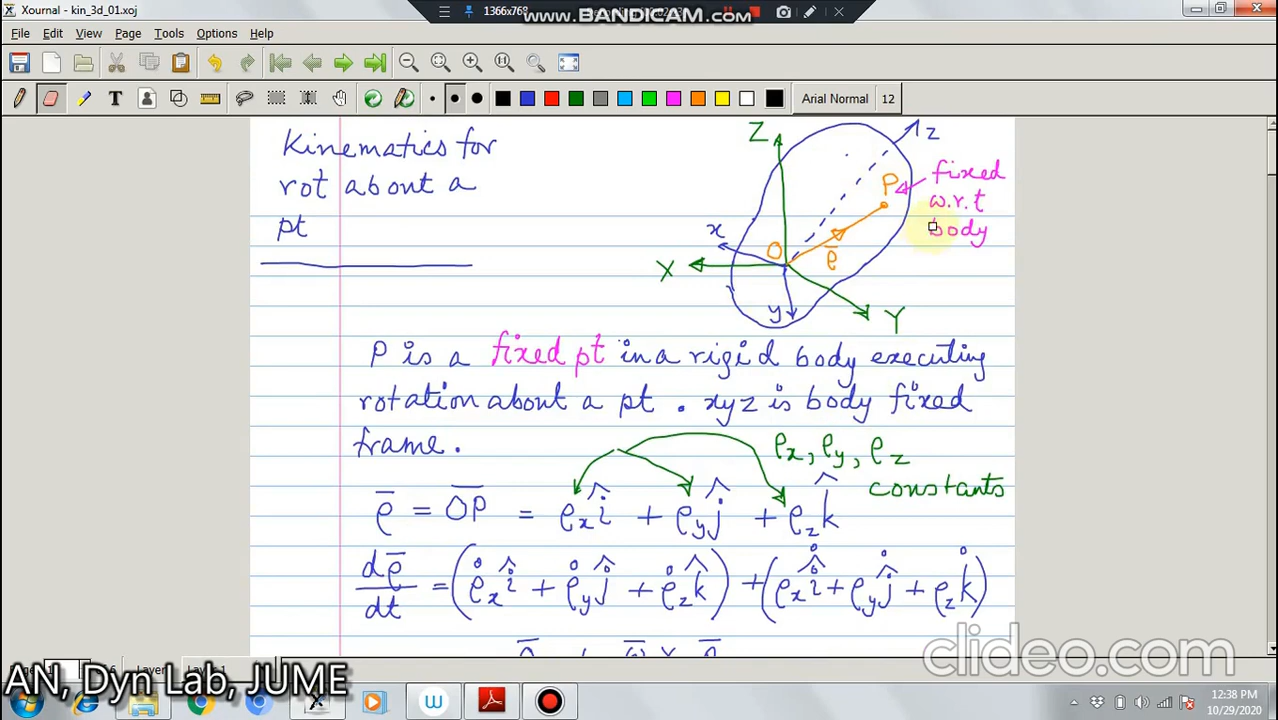 Xournal - kin_3d_01.xoj
1366x768
www.BANDICAM.com
File Edit View Page Tools Options Help
Arial Normal 12
Kinematics for
rot about a
pt
Z
z
P
fixed
w.r.t
body
x
O
ρ̅
X
y
Y
P is a fixed pt in a rigid body executing
rotation about a pt . xyz is body fixed
frame.
ρx, ρy, ρz
constants
ρ̅ = O̅P̅ = ρx î + ρy ĵ + ρz k̂
dρ̅/dt = (ρ̇x î + ρ̇y ĵ + ρ̇z k̂) + (ρx î̇ + ρy ĵ̇ + ρz k̂̇)
clideo.com
AN, Dyn Lab, JUME
12:38 PM
10/29/2020